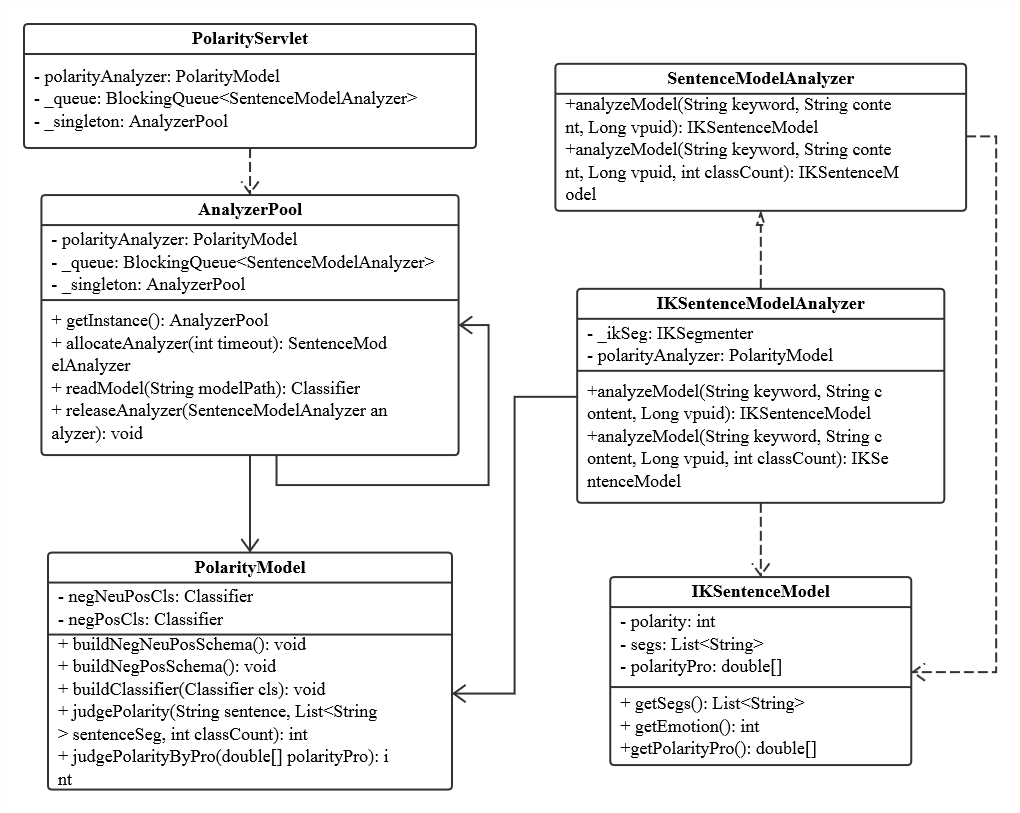 PolarityServlet
- polarityAnalyzer: PolarityModel
- _queue: BlockingQueue<SentenceModelAnalyzer>
- _singleton: AnalyzerPool
AnalyzerPool
- polarityAnalyzer: PolarityModel
- _queue: BlockingQueue<SentenceModelAnalyzer>
- _singleton: AnalyzerPool
+ getInstance(): AnalyzerPool
+ allocateAnalyzer(int timeout): SentenceMod
elAnalyzer
+ readModel(String modelPath): Classifier
+ releaseAnalyzer(SentenceModelAnalyzer an
alyzer): void
PolarityModel
- negNeuPosCls: Classifier
- negPosCls: Classifier
+ buildNegNeuPosSchema(): void
+ buildNegPosSchema(): void
+ buildClassifier(Classifier cls): void
+ judgePolarity(String sentence, List<String
> sentenceSeg, int classCount): int
+ judgePolarityByPro(double[] polarityPro): i
nt
SentenceModelAnalyzer
+analyzeModel(String keyword, String conte
nt, Long vpuid): IKSentenceModel
+analyzeModel(String keyword, String conte
nt, Long vpuid, int classCount): IKSentenceM
odel
IKSentenceModelAnalyzer
- _ikSeg: IKSegmenter
- polarityAnalyzer: PolarityModel
+analyzeModel(String keyword, String c
ontent, Long vpuid): IKSentenceModel
+analyzeModel(String keyword, String c
ontent, Long vpuid, int classCount): IKSe
ntenceModel
IKSentenceModel
- polarity: int
- segs: List<String>
- polarityPro: double[]
+ getSegs(): List<String>
+ getEmotion(): int
+getPolarityPro(): double[]